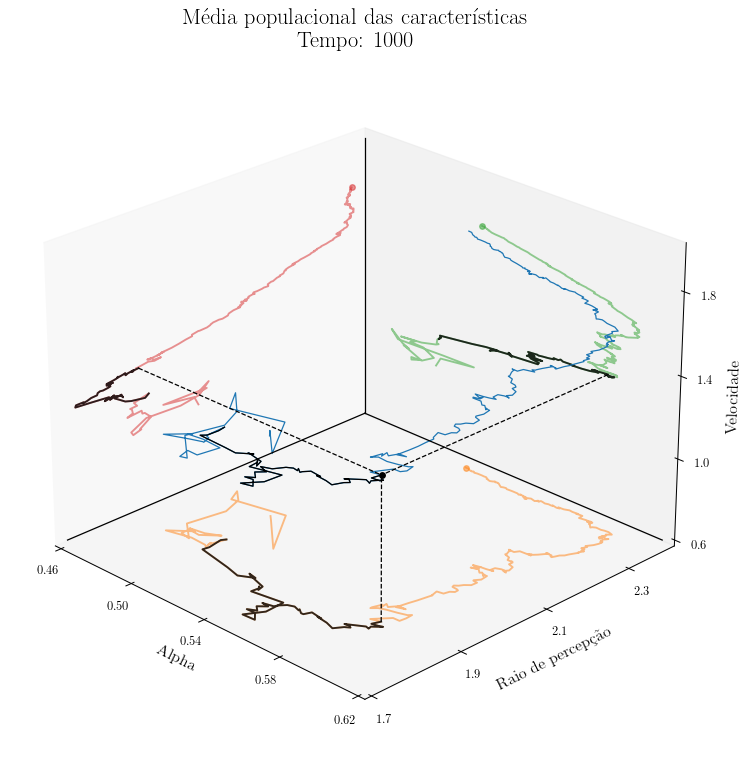 Média populacional das características
Tempo: 1000
1.8
1.4
1.0
0.6
Velocidade
0.46
0.50
0.54
0.58
0.62
Alpha
1.7
1.9
2.1
2.3
Raio de percepção